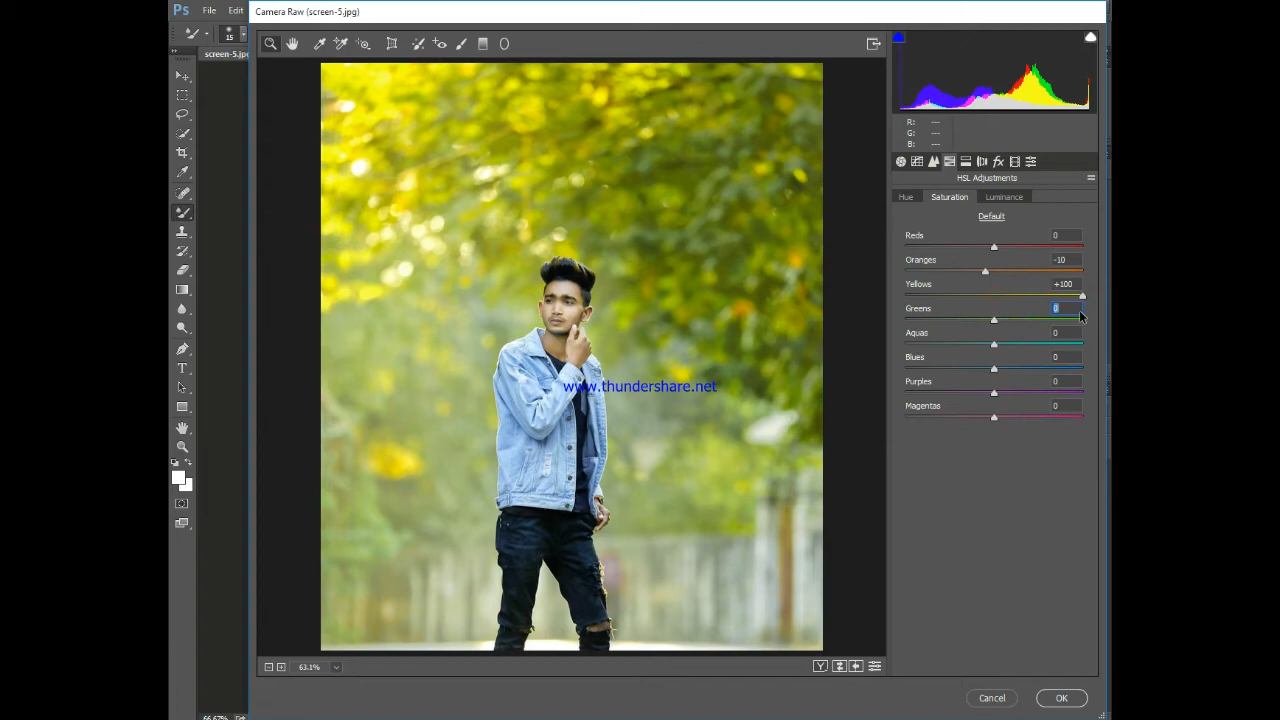 Ps File Edit
Camera Raw (screen-5.jpg)
15
screen-5.jpg
R: ---
G: ---
B: ---
HSL Adjustments
Hue Saturation Luminance
Default
Reds 0
Oranges -10
Yellows +100
Greens 0
Aquas 0
Blues 0
Purples 0
Magentas 0
www.thundershare.net
63.1%
Y
Cancel OK
66.67%